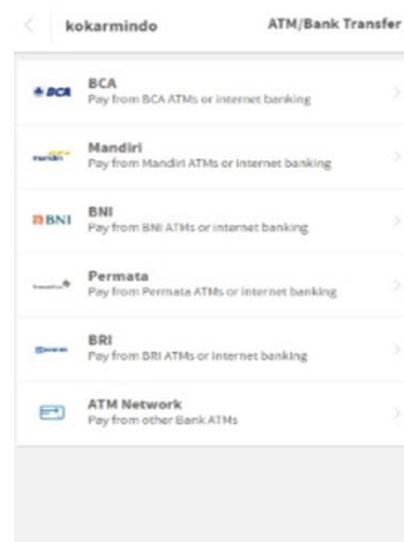 kokarmindo ATM/Bank Transfer
BCA BCA
Pay from BCA ATMs or internet banking
mandiri Mandiri
Pay from Mandiri ATMs or internet banking
BNI BNI
Pay from BNI ATMs or internet banking
Permata
Pay from Permata ATMs or internet banking
BRI
Pay from BRI ATMs or internet banking
ATM Network
Pay from other Bank ATMs